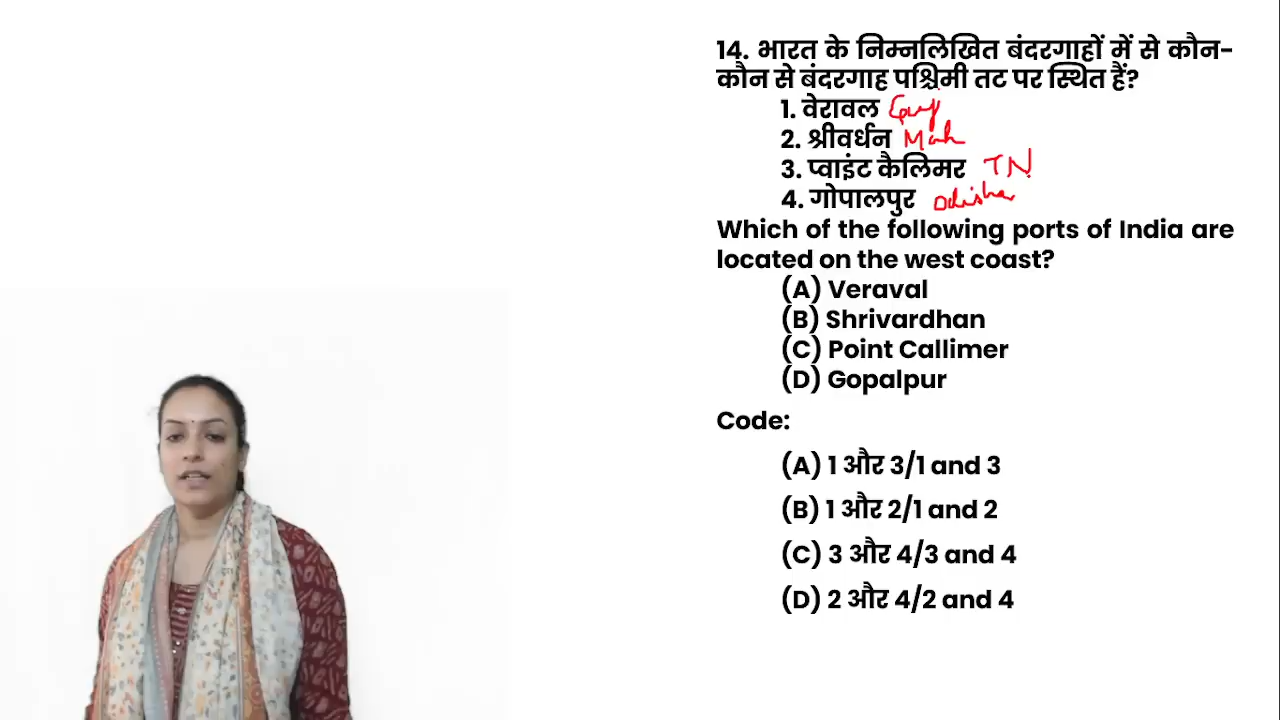 14. भारत के निम्नलिखित बंदरगाहों में से कौन-
कौन से बंदरगाह पश्चिमी तट पर स्थित हैं?
1. वेरावल Guj
2. श्रीवर्धन Mah
3. प्वाइंट कैलिमर TN
4. गोपालपुर Odisha
Which of the following ports of India are
located on the west coast?
(A) Veraval
(B) Shrivardhan
(C) Point Callimer
(D) Gopalpur
Code:
(A) 1 और 3/1 and 3
(B) 1 और 2/1 and 2
(C) 3 और 4/3 and 4
(D) 2 और 4/2 and 4